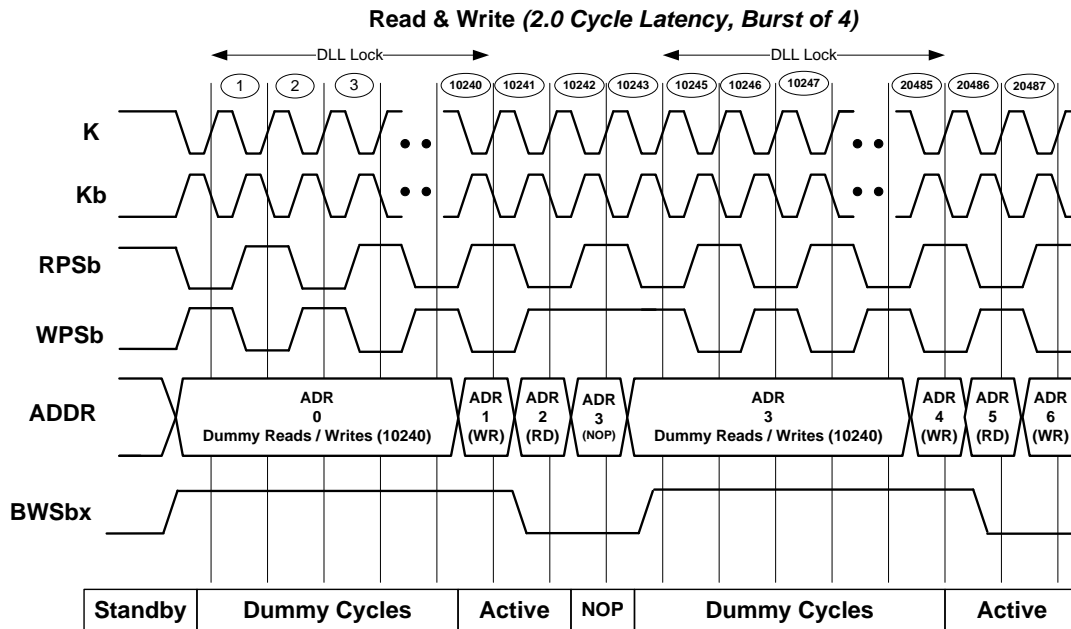 Read & Write (2.0 Cycle Latency, Burst of 4)
DLL Lock
DLL Lock
1
2
3
10240
10241
10242
10243
10245
10246
10247
20485
20486
20487
K
Kb
RPSb
WPSb
ADDR
ADR
0
Dummy Reads / Writes (10240)
ADR
1
(WR)
ADR
2
(RD)
ADR
3
(NOP)
ADR
3
Dummy Reads / Writes (10240)
ADR
4
(WR)
ADR
5
(RD)
ADR
6
(WR)
BWSbx
Standby
Dummy Cycles
Active
NOP
Dummy Cycles
Active